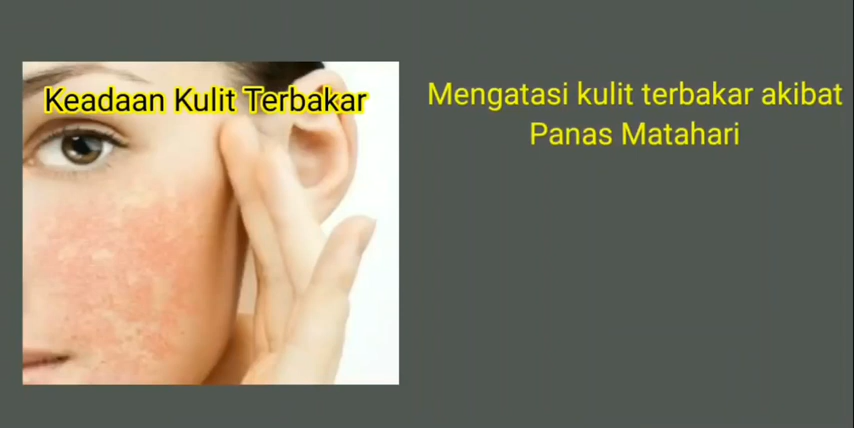 Keadaan Kulit Terbakar
Mengatasi kulit terbakar akibat
Panas Matahari